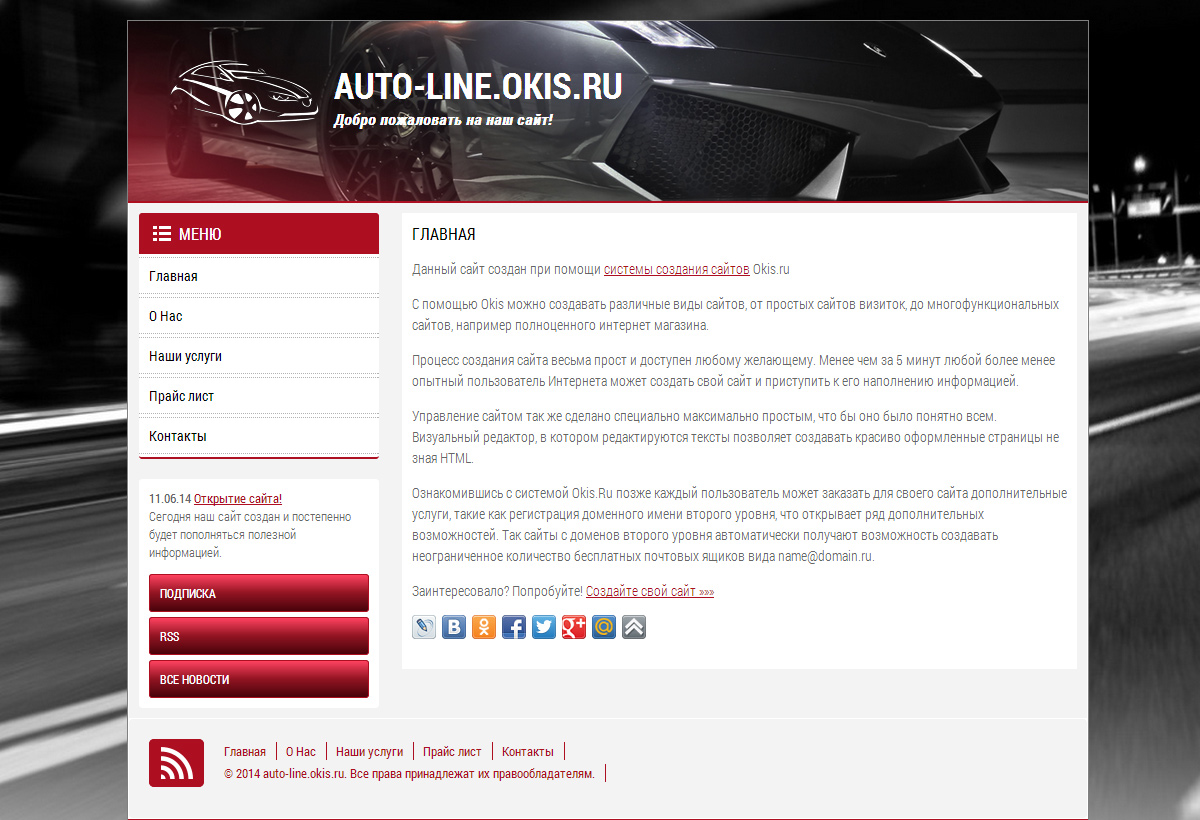 AUTO-LINE.OKIS.RU
Добро пожаловать на наш сайт!
МЕНЮ
Главная
О Нас
Наши услуги
Прайс лист
Контакты
11.06.14 Открытие сайта!
Сегодня наш сайт создан и постепенно
будет пополняться полезной
информацией.
ПОДПИСКА
RSS
ВСЕ НОВОСТИ
ГЛАВНАЯ
Данный сайт создан при помощи системы создания сайтов Okis.ru
С помощью Okis можно создавать различные виды сайтов, от простых сайтов визиток, до многофункциональных
сайтов, например полноценного интернет магазина.
Процесс создания сайта весьма прост и доступен любому желающему. Менее чем за 5 минут любой более менее
опытный пользователь Интернета может создать свой сайт и приступить к его наполнению информацией.
Управление сайтом так же сделано специально максимально простым, что бы оно было понятно всем.
Визуальный редактор, в котором редактируются тексты позволяет создавать красиво оформленные страницы не
зная HTML.
Ознакомившись с системой Okis.Ru позже каждый пользователь может заказать для своего сайта дополнительные
услуги, такие как регистрация доменного имени второго уровня, что открывает ряд дополнительных
возможностей. Так сайты с доменов второго уровня автоматически получают возможность создавать
неограниченное количество бесплатных почтовых ящиков вида name@domain.ru.
Заинтересовало? Попробуйте! Создайте свой сайт »»»
Главная О Нас Наши услуги Прайс лист Контакты
© 2014 auto-line.okis.ru. Все права принадлежат их правообладателям.